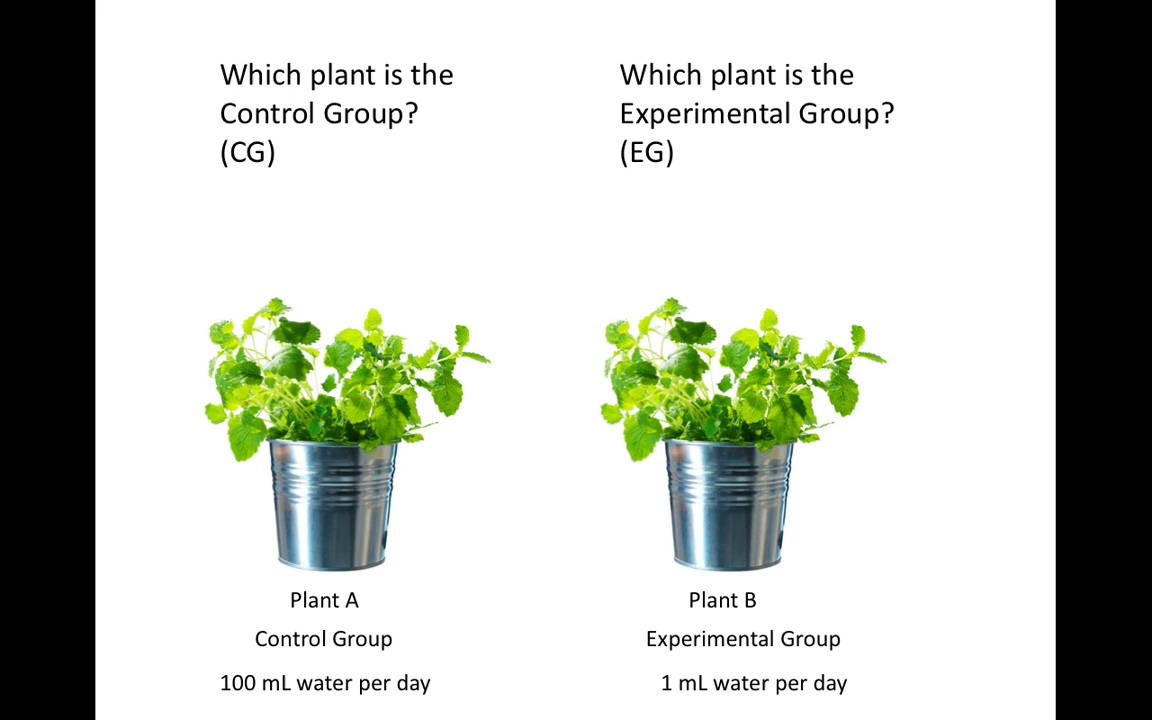 Which plant is the
Control Group?
(CG)
Which plant is the
Experimental Group?
(EG)
Plant A
Control Group
100 mL water per day
Plant B
Experimental Group
1 mL water per day